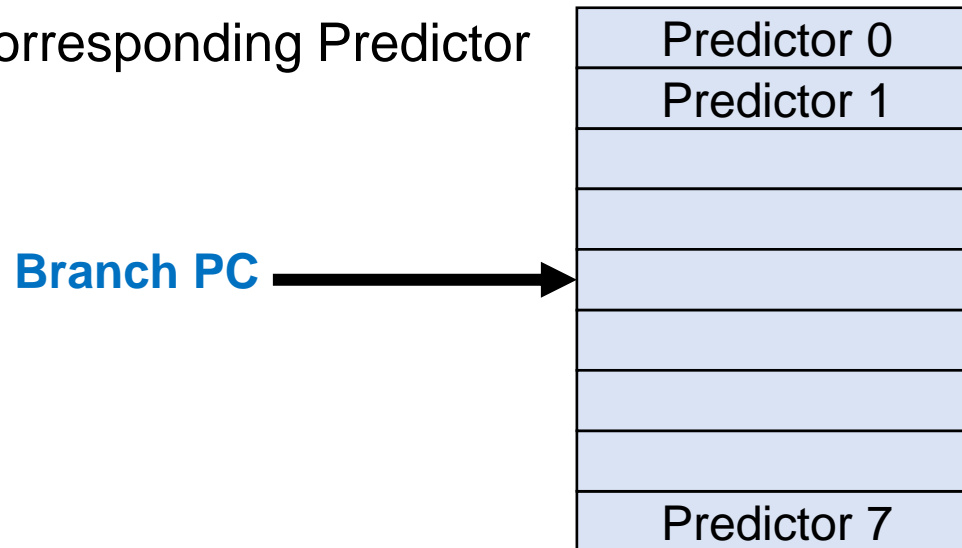 orresponding Predictor
Predictor 0
Predictor 1
Branch PC
Predictor 7